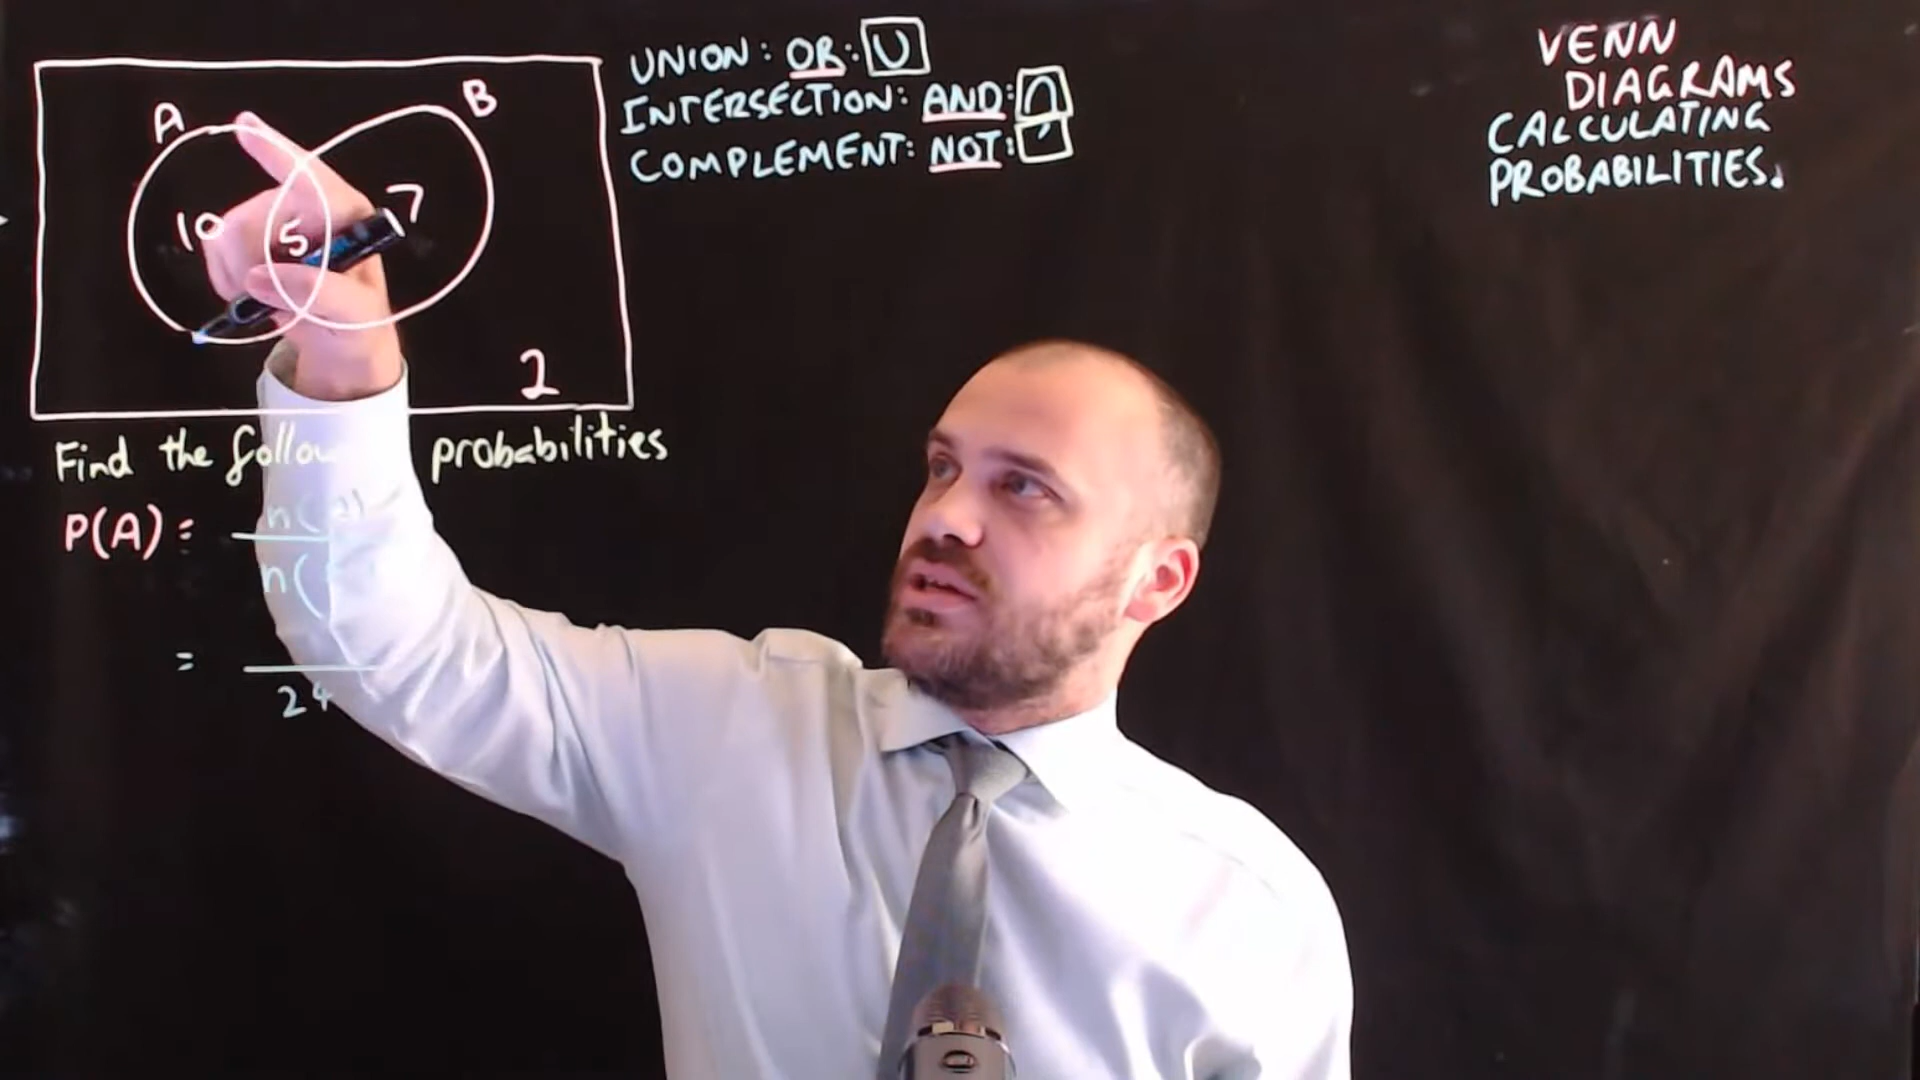 A
B
10
5
7
2
UNION: OR: U
INTERSECTION: AND: ∩
COMPLEMENT: NOT: ′
VENN
DIAGRAMS
CALCULATING
PROBABILITIES.
Find the probabilities
P(A) =
=
24